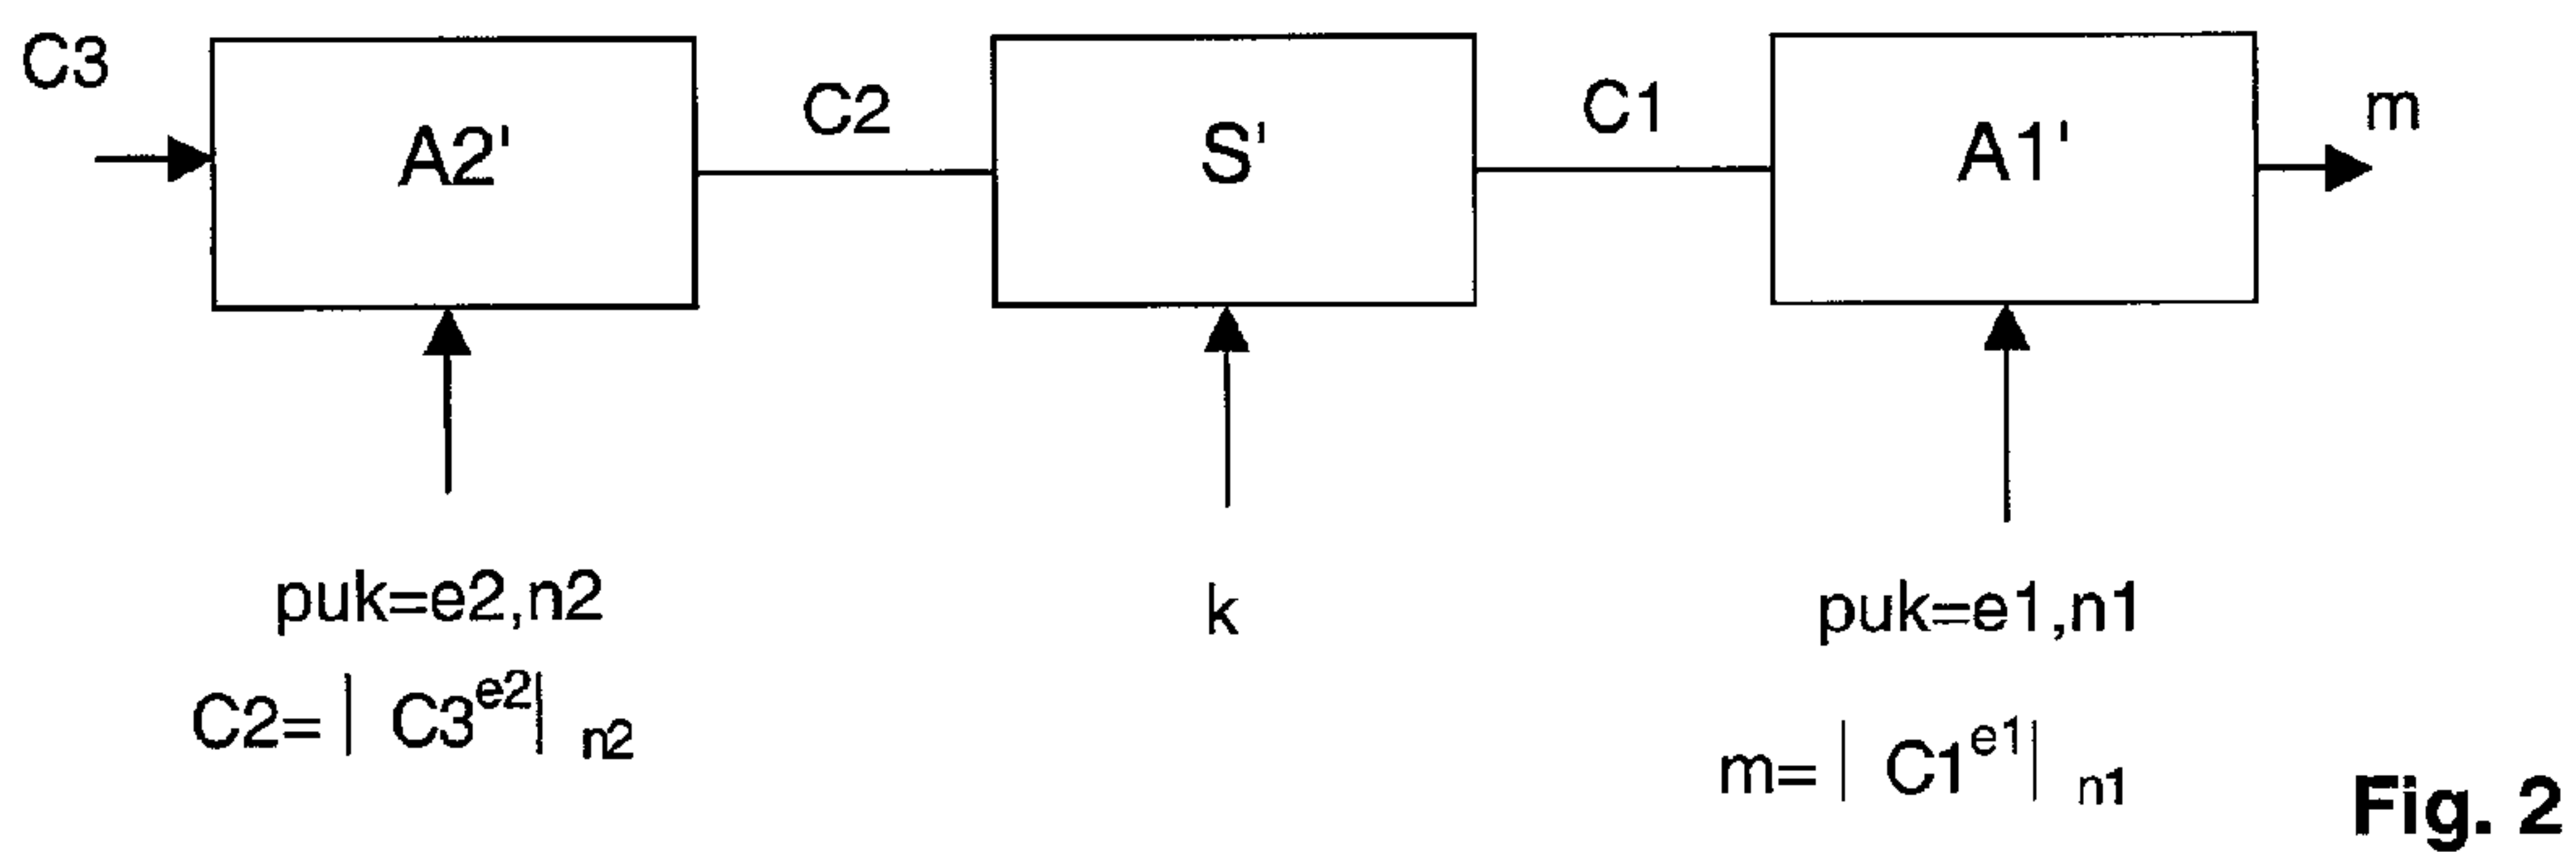 C3
A2'
C2
S'
C1
A1'
m
puk=e2,n2
k
puk=e1,n1
C2= | C3^e2 | n2
m= | C1^e1 | n1
Fig. 2